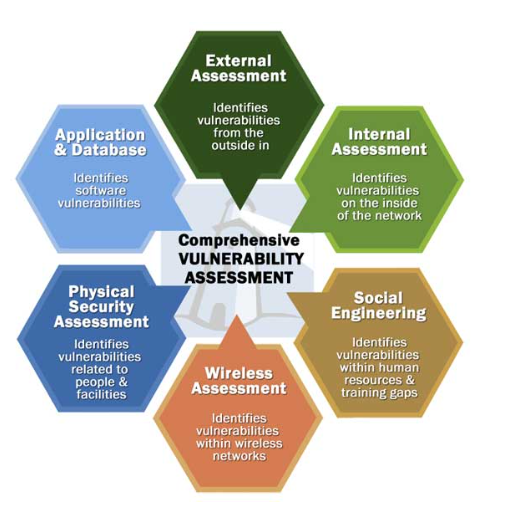 External
Assessment
Identifies
vulnerabilities
from the
outside in
Internal
Assessment
Identifies
vulnerabilities
on the inside
of the network
Social
Engineering
Identifies
vulnerabilities
within human
resources &
training gaps
Wireless
Assessment
Identifies
vulnerabilities
within wireless
networks
Physical
Security
Assessment
Identifies
vulnerabilities
related to
people &
facilities
Application
& Database
Identifies
software
vulnerabilities
Comprehensive
VULNERABILITY
ASSESSMENT